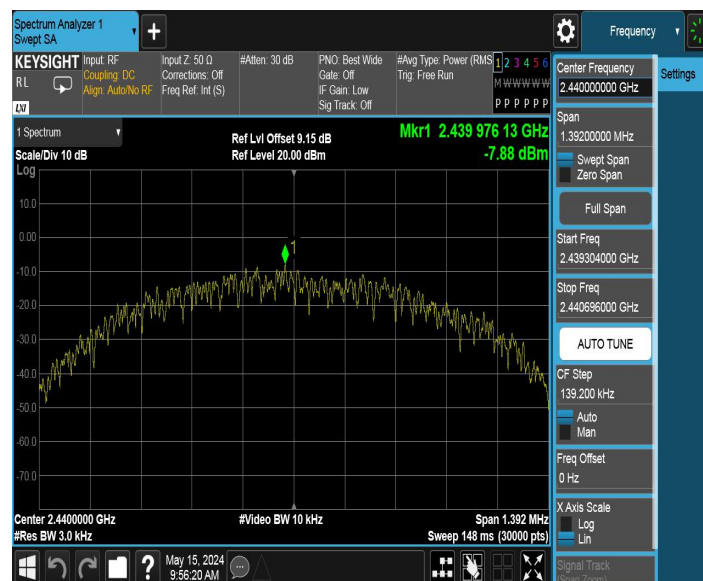 Spectrum Analyzer 1
Swept SA
+
Frequency
KEYSIGHT
RL
LXI
Input: RF
Coupling: DC
Align: Auto/No RF
Input Z: 50 Ω
Corrections: Off
Freq Ref: Int (S)
#Atten: 30 dB
PNO: Best Wide
Gate: Off
IF Gain: Low
Sig Track: Off
#Avg Type: Power (RMS
Trig: Free Run
1 2 3 4 5 6
M W W W W W
P P P P P P
Center Frequency
2.440000000 GHz
Settings
Span
1.39200000 MHz
Swept Span
Zero Span
Full Span
Start Freq
2.439304000 GHz
Stop Freq
2.440696000 GHz
AUTO TUNE
CF Step
139.200 kHz
Auto
Man
Freq Offset
0 Hz
X Axis Scale
Log
Lin
Signal Track
(Span Zoom)
1 Spectrum
Scale/Div 10 dB
Log
Ref Lvl Offset 9.15 dB
Ref Level 20.00 dBm
Mkr1 2.439 976 13 GHz
-7.88 dBm
10.0
0.00
-10.0
-20.0
-30.0
-40.0
-50.0
-60.0
-70.0
1
Center 2.4400000 GHz
#Res BW 3.0 kHz
#Video BW 10 kHz
Span 1.392 MHz
Sweep 148 ms (30000 pts)
?
May 15, 2024
9:56:20 AM